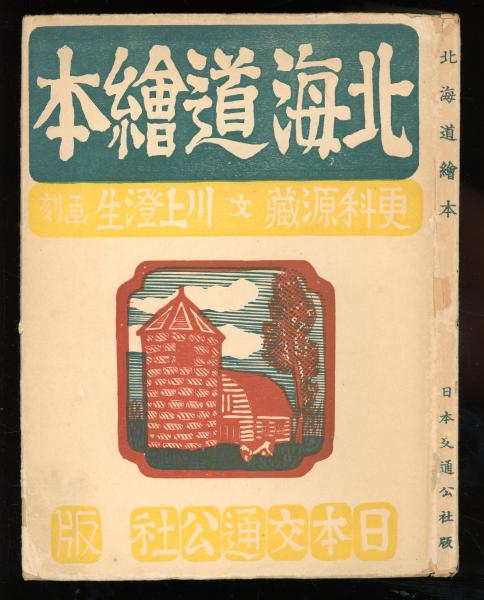 北海道繪本
更科源藏 文 川上澄生 画刻
日本交通公社 版
北海道繪本
日本交通公社版